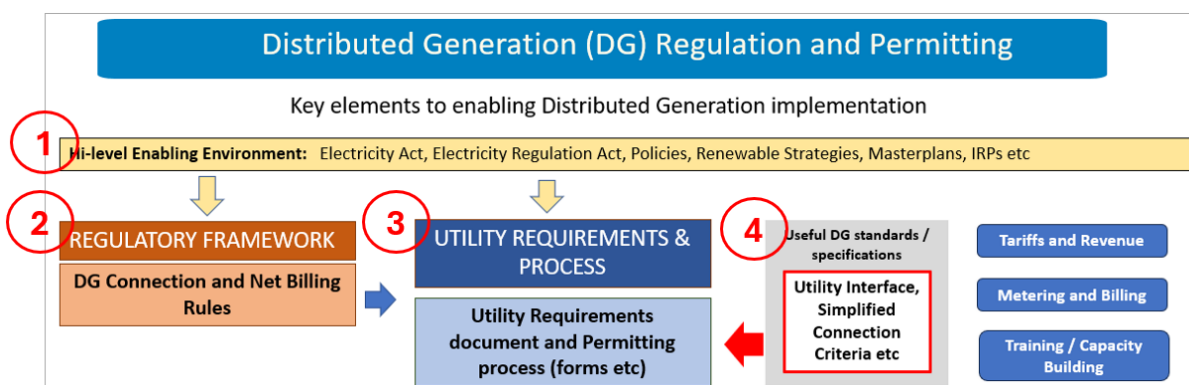 Distributed Generation (DG) Regulation and Permitting
Key elements to enabling Distributed Generation implementation
1
Hi-level Enabling Environment: Electricity Act, Electricity Regulation Act, Policies, Renewable Strategies, Masterplans, IRPs etc
2
REGULATORY FRAMEWORK
DG Connection and Net Billing
Rules
3
UTILITY REQUIREMENTS &
PROCESS
Utility Requirements
document and Permitting
process (forms etc)
4
Useful DG standards /
specifications
Utility Interface,
Simplified
Connection
Criteria etc
Tariffs and Revenue
Metering and Billing
Training / Capacity
Building